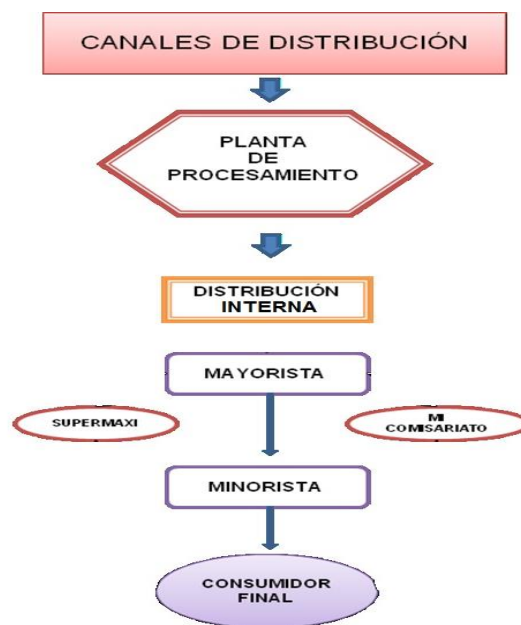 CANALES DE DISTRIBUCIÓN
PLANTA
DE
PROCESAMIENTO
DISTRIBUCIÓN
INTERNA
MAYORISTA
SUPERMAXI
MI
COMISARIATO
MINORISTA
CONSUMIDOR
FINAL